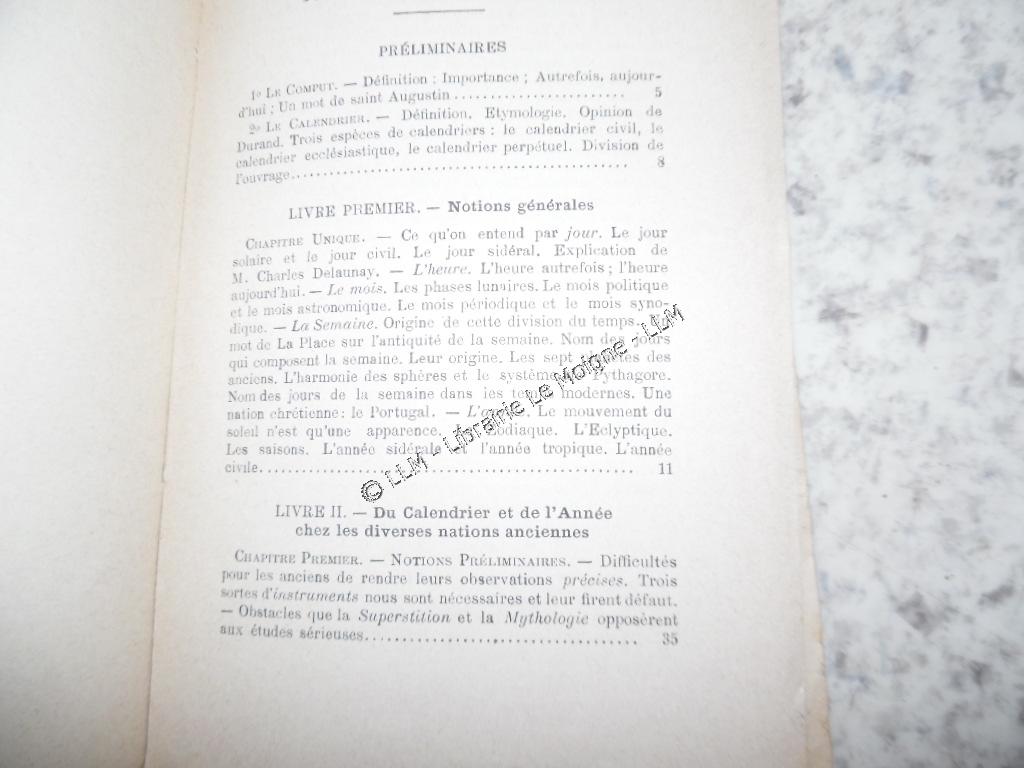 PRÉLIMINAIRES
1º LE COMPUT. — Définition ; Importance ; Autrefois, aujour-
d'hui ; Un mot de saint Augustin ........................ 5
2º LE CALENDRIER. — Définition. Etymologie. Opinion de
Durand. Trois espèces de calendriers : le calendrier civil, le
calendrier ecclésiastique, le calendrier perpétuel. Division de
l'ouvrage............................................... 8
LIVRE PREMIER. — Notions générales
CHAPITRE UNIQUE. — Ce qu'on entend par jour. Le jour
solaire et le jour civil. Le jour sidéral. Explication de
M. Charles Delaunay. — L'heure. L'heure autrefois ; l'heure
aujourd'hui. — Le mois. Les phases lunaires. Le mois politique
et le mois astronomique. Le mois périodique et le mois syno-
dique. — La Semaine. Origine de cette division du temps.
mot de La Place sur l'antiquité de la semaine. Nom des jours
qui composent la semaine. Leur origine. Les sept planètes des
anciens. L'harmonie des sphères et le système de Pythagore.
Nom des jours de la semaine dans les temps modernes. Une
nation chrétienne : le Portugal. — L'année. Le mouvement du
soleil n'est qu'une apparence. Zodiaque. L'Eclyptique.
Les saisons. L'année sidérale et l'année tropique. L'année
civile.................................................. 11
LIVRE II. — Du Calendrier et de l'Année
chez les diverses nations anciennes
CHAPITRE PREMIER. — NOTIONS PRÉLIMINAIRES. — Difficultés
pour les anciens de rendre leurs observations précises. Trois
sortes d'instruments nous sont nécessaires et leur firent défaut.
— Obstacles que la Superstition et la Mythologie opposèrent
aux études sérieuses.................................... 35
© LLM - Librairie Le Moigne - LLM